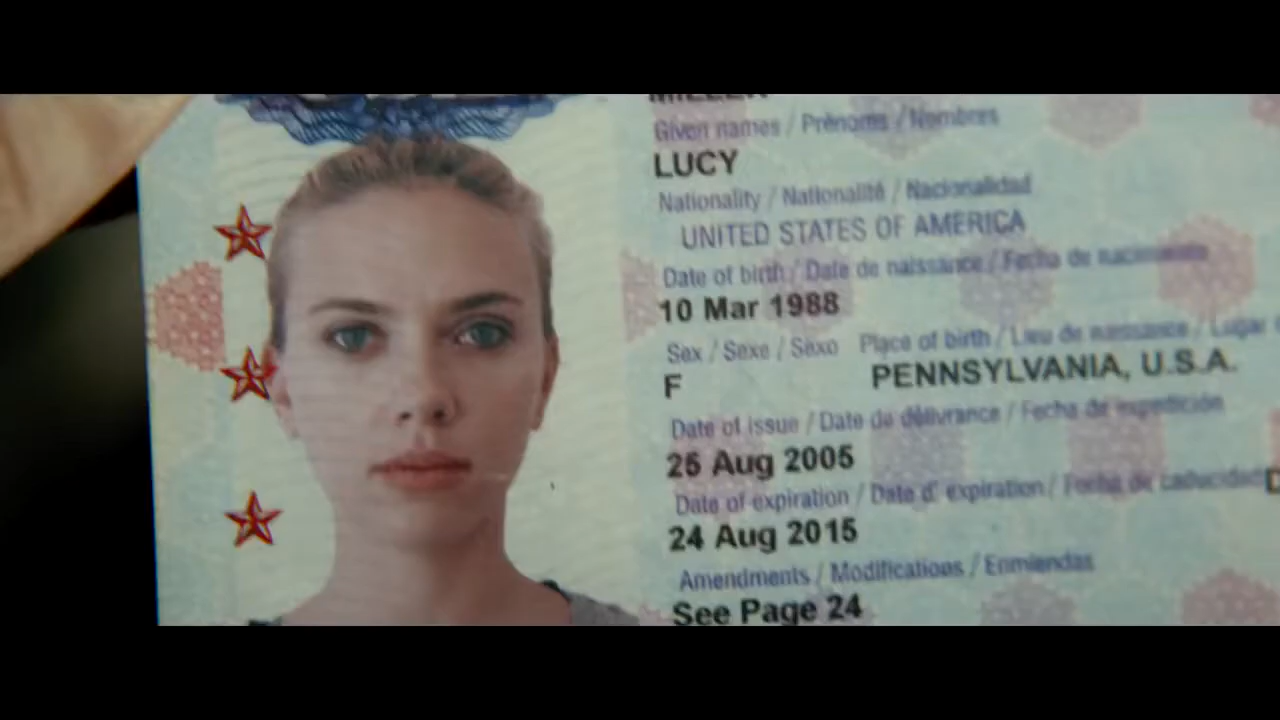 MILLER
Given names / Prénoms / Nombres
LUCY
Nationality / Nationalité / Nacionalidad
UNITED STATES OF AMERICA
Date of birth / Date de naissance / Fecha de nacimiento
10 Mar 1988
Sex / Sexe / Sexo Place of birth / Lieu de naissance / Lugar
F PENNSYLVANIA, U.S.A.
Date of issue / Date de délivrance / Fecha de expedición
25 Aug 2005
Date of expiration / Date d' expiration / Fecha de caducidad
24 Aug 2015
Amendments / Modifications / Enmiendas
See Page 24